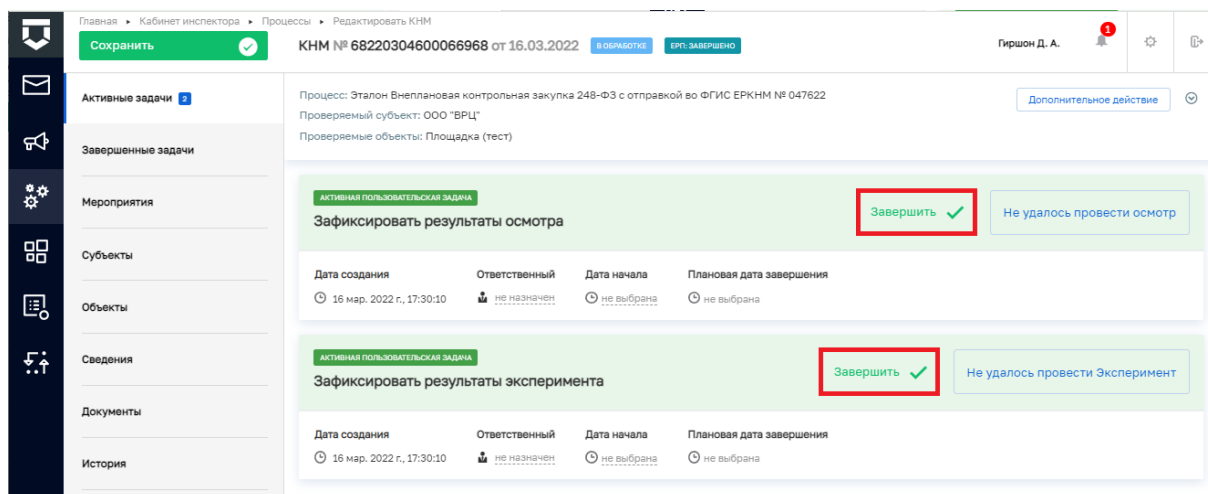 Главная ▸ Кабинет инспектора ▸ Процессы ▸ Редактировать КНМ
Сохранить
КНМ № 68220304600066968 от 16.03.2022 В ОБРАБОТКЕ ЕРП: ЗАВЕРШЕНО
Гиршон Д. А.
1
Активные задачи 2
Завершенные задачи
Мероприятия
Субъекты
Объекты
Сведения
Документы
История
Процесс: Эталон Внеплановая контрольная закупка 248-ФЗ с отправкой во ФГИС ЕРКНМ № 047622
Проверяемый субъект: ООО "ВРЦ"
Проверяемые объекты: Площадка (тест)
Дополнительное действие
АКТИВНАЯ ПОЛЬЗОВАТЕЛЬСКАЯ ЗАДАЧА
Зафиксировать результаты осмотра
Завершить
Не удалось провести осмотр
Дата создания Ответственный Дата начала Плановая дата завершения
16 мар. 2022 г., 17:30:10 не назначен не выбрана не выбрана
АКТИВНАЯ ПОЛЬЗОВАТЕЛЬСКАЯ ЗАДАЧА
Зафиксировать результаты эксперимента
Завершить
Не удалось провести Эксперимент
Дата создания Ответственный Дата начала Плановая дата завершения
16 мар. 2022 г., 17:30:10 не назначен не выбрана не выбрана